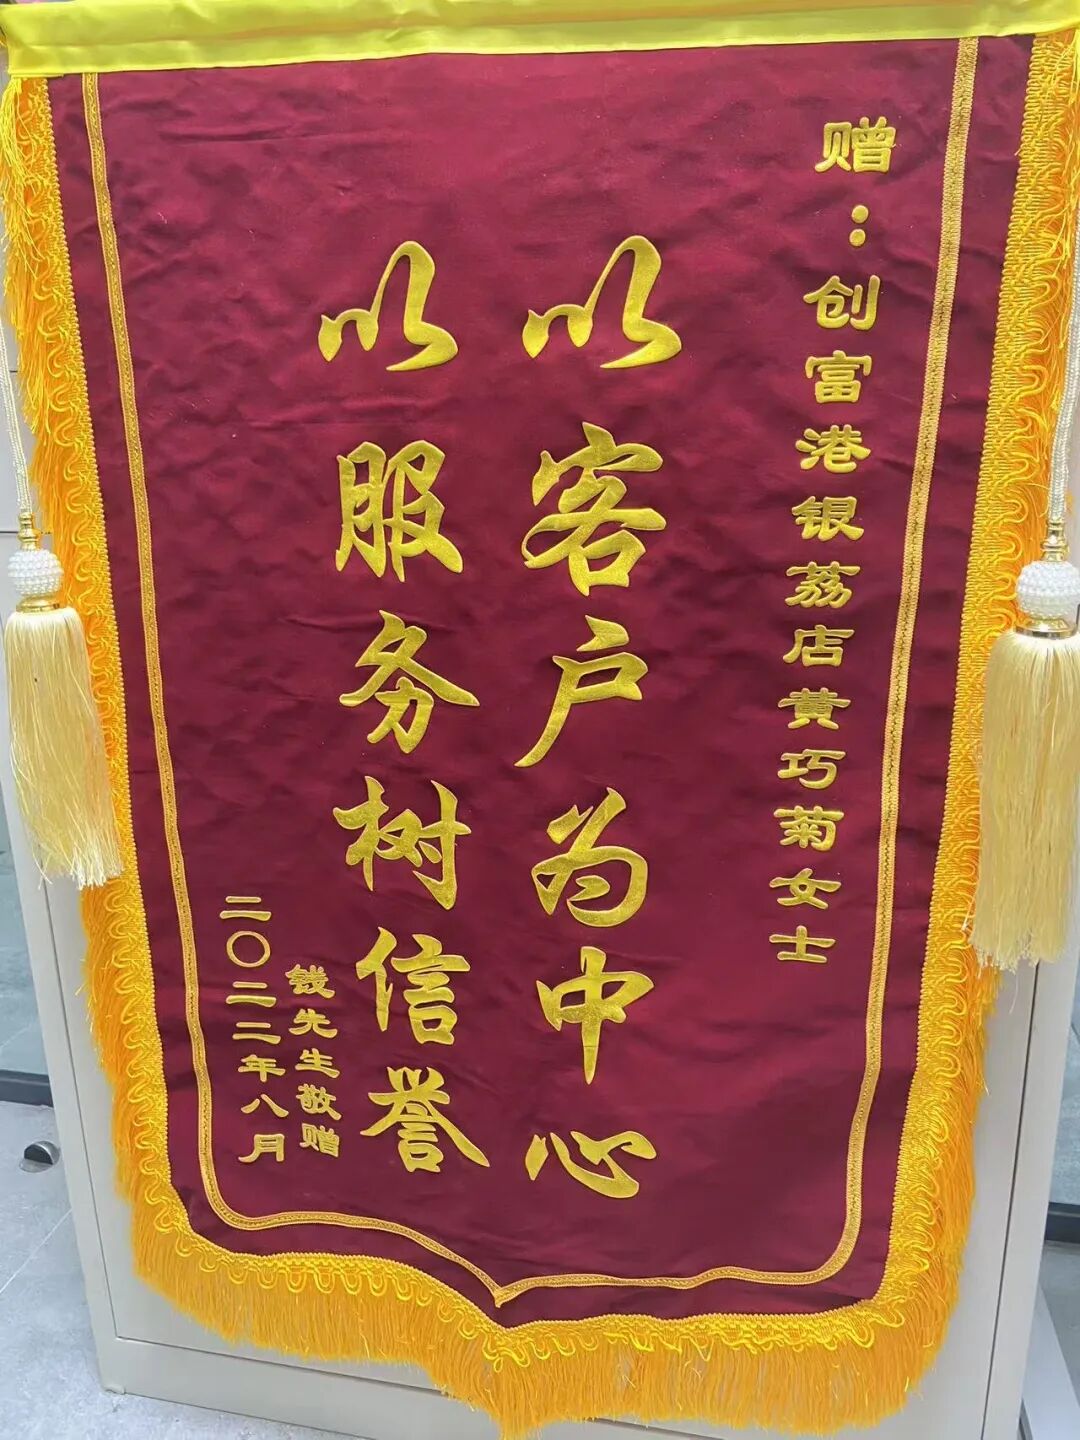 赠：创富港银荔店黄巧菊女士
以客户为中心
以服务树信誉
钱先生敬赠
二〇二二年八月